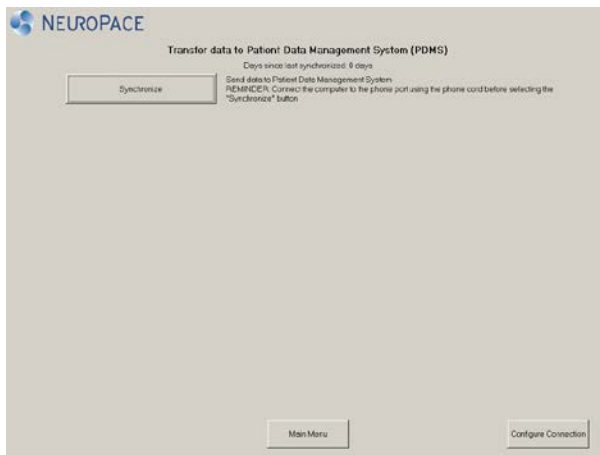 NEUROPACE
Transfer data to Patient Data Management System (PDMS)
Days since last synchronized: 0 days
Synchronize
Send data to Patient Data Management System
REMINDER: Connect the computer to the phone port using the phone cord before selecting the
"Synchronize" button
Main Menu
Configure Connection